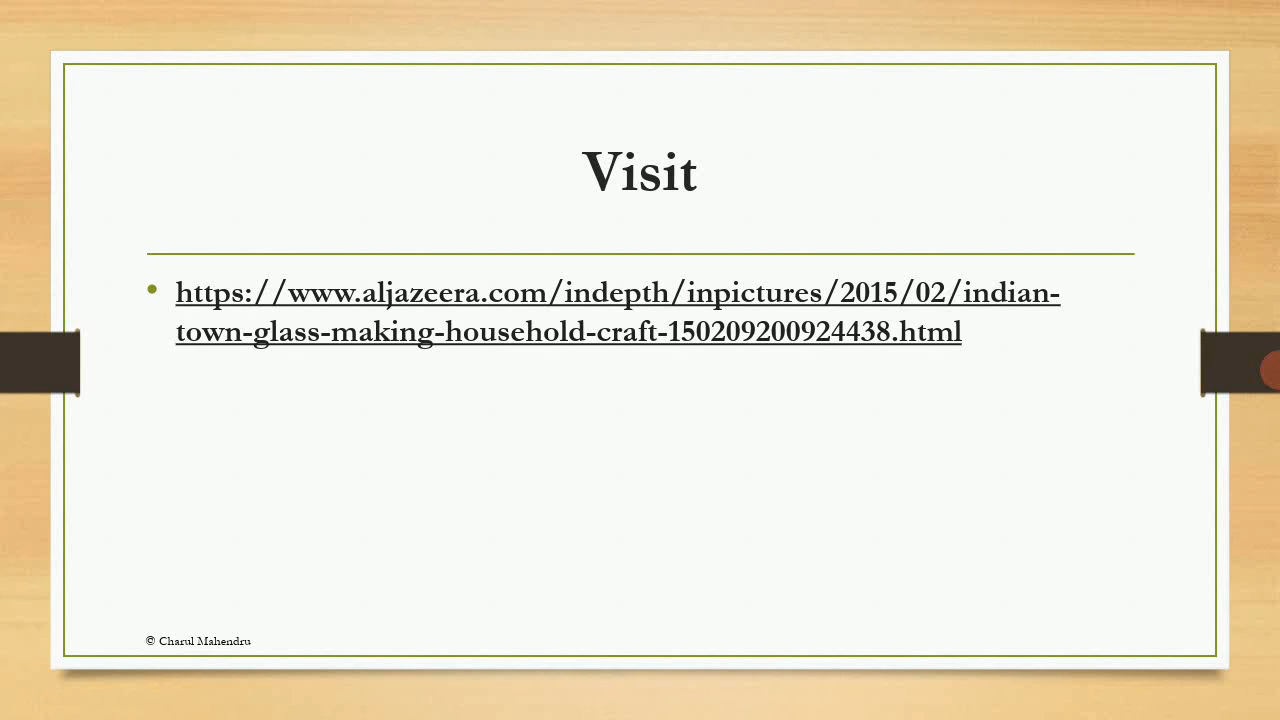 Visit
• https://www.aljazeera.com/indepth/inpictures/2015/02/indian-
town-glass-making-household-craft-150209200924438.html
© Charul Mahendru